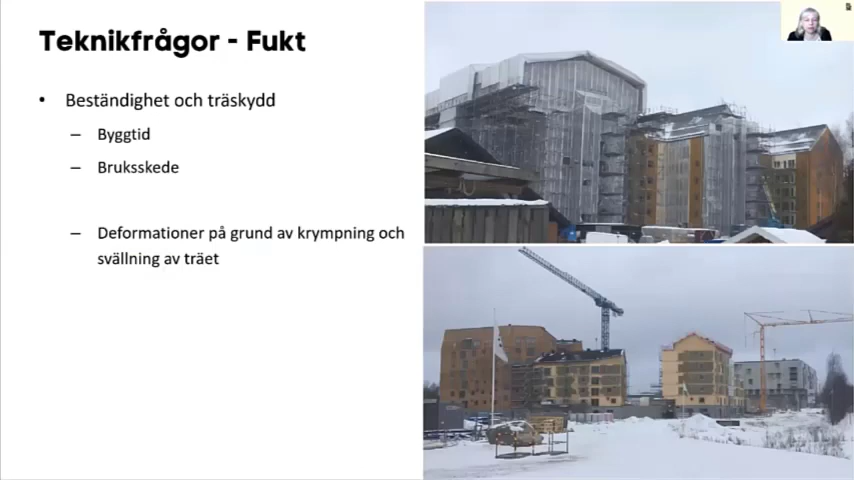 Teknikfrågor - Fukt
• Beständighet och träskydd
– Byggtid
– Bruksskede
– Deformationer på grund av krympning och
svällning av träet